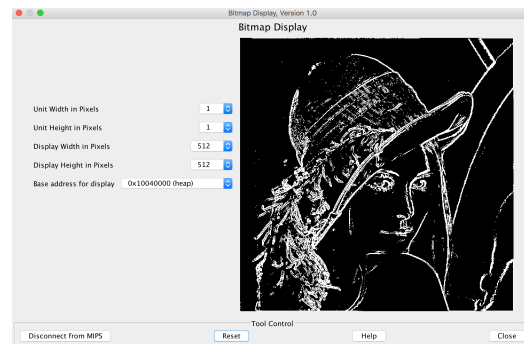 Bitmap Display, Version 1.0
Bitmap Display
Unit Width in Pixels 1
Unit Height in Pixels 1
Display Width in Pixels 512
Display Height in Pixels 512
Base address for display 0x10040000 (heap)
Tool Control
Disconnect from MIPS Reset Help Close